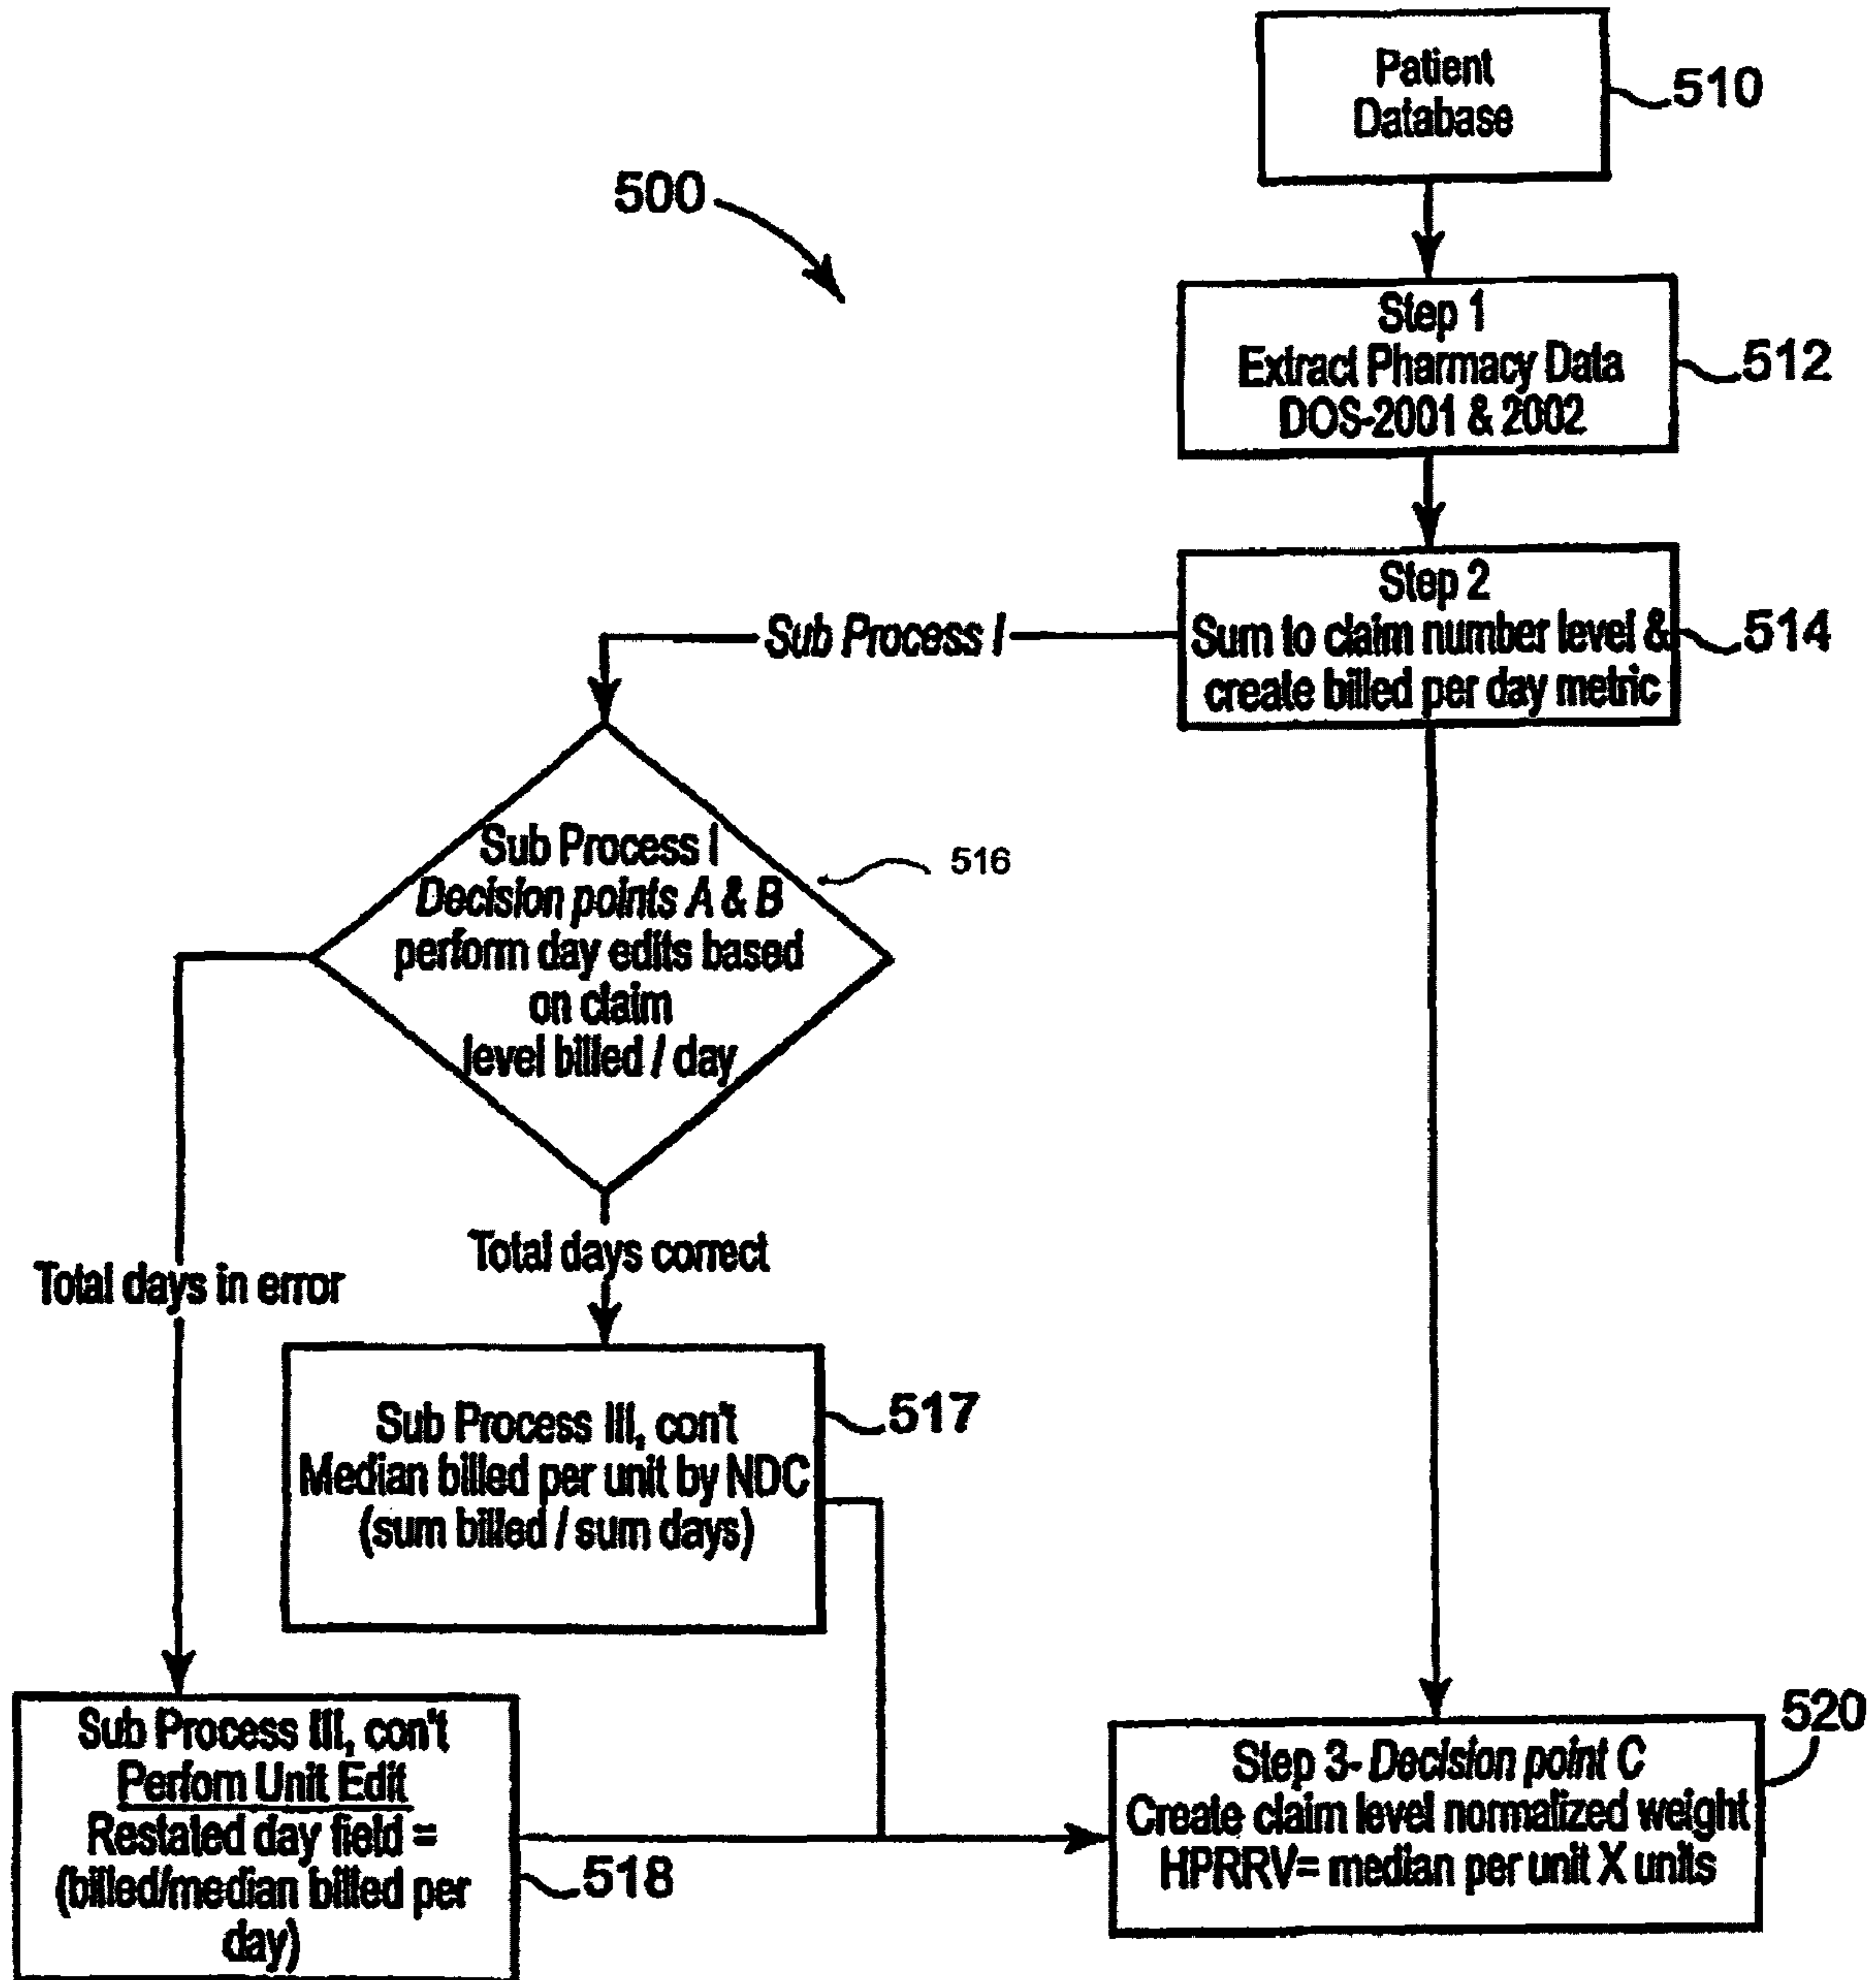 Patient
Database
510
500
Step 1
Extract Pharmacy Data
DOS-2001 & 2002
512
Step 2
Sum to claim number level &
create billed per day metric
514
Sub Process I
Sub Process I
Decision points A & B
perform day edits based
on claim
level billed / day
516
Total days correct
Total days in error
Sub Process III, con't
Median billed per unit by NDC
(sum billed / sum days)
517
Sub Process III, con't
Perfom Unit Edit
Restated day field =
(billed/median billed per
day)
518
Step 3- Decision point C
Create claim level normalized weight
HPRRV= median per unit X units
520